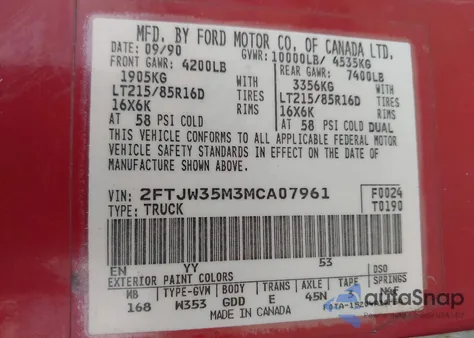 MFD. BY FORD MOTOR CO. OF CANADA LTD.
DATE: 09/90 GVWR: 10000LB/ 4535KG
FRONT GAWR: 4200LB REAR GAWR: 7400LB
1905KG WITH 3356KG WITH
LT215/85R16D TIRES LT215/85R16D TIRES
16X6K RIMS 16X6K RIMS
AT 58 PSI COLD AT 58 PSI COLD DUAL
THIS VEHICLE CONFORMS TO ALL APPLICABLE FEDERAL MOTOR
VEHICLE SAFETY STANDARDS IN EFFECT ON THE DATE OF
MANUFACTURE SHOWN ABOVE.
VIN: 2FTJW35M3MCA07961 F0024
TYPE: TRUCK T0190
EN YY 53 DSO
EXTERIOR PAINT COLORS
WB TYPE-GVM BODY TRANS AXLE TAPE SPRINGS
168 W353 GDD E 45N
MADE IN CANADA
autoSnap